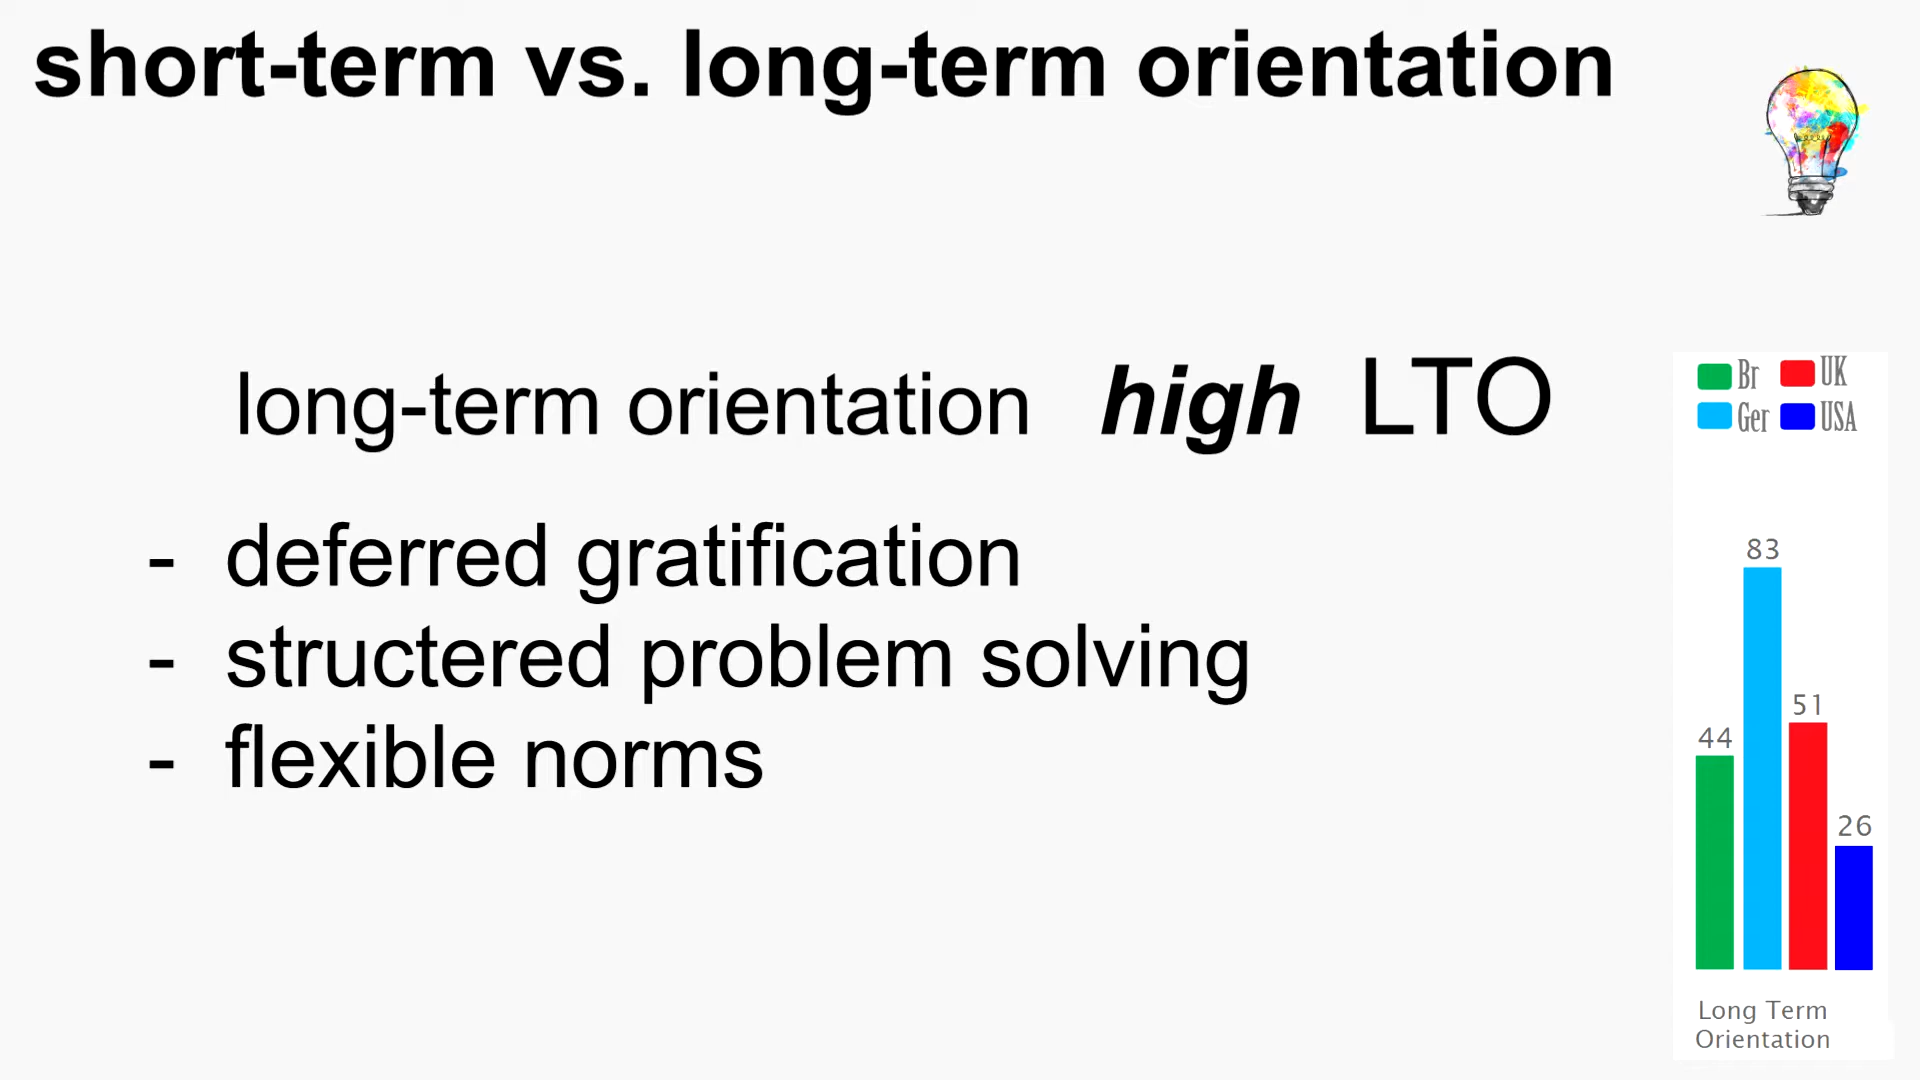 short-term vs. long-term orientation
long-term orientation high LTO
- deferred gratification
- structered problem solving
- flexible norms
Br UK
Ger USA
83
51
44
26
Long Term
Orientation